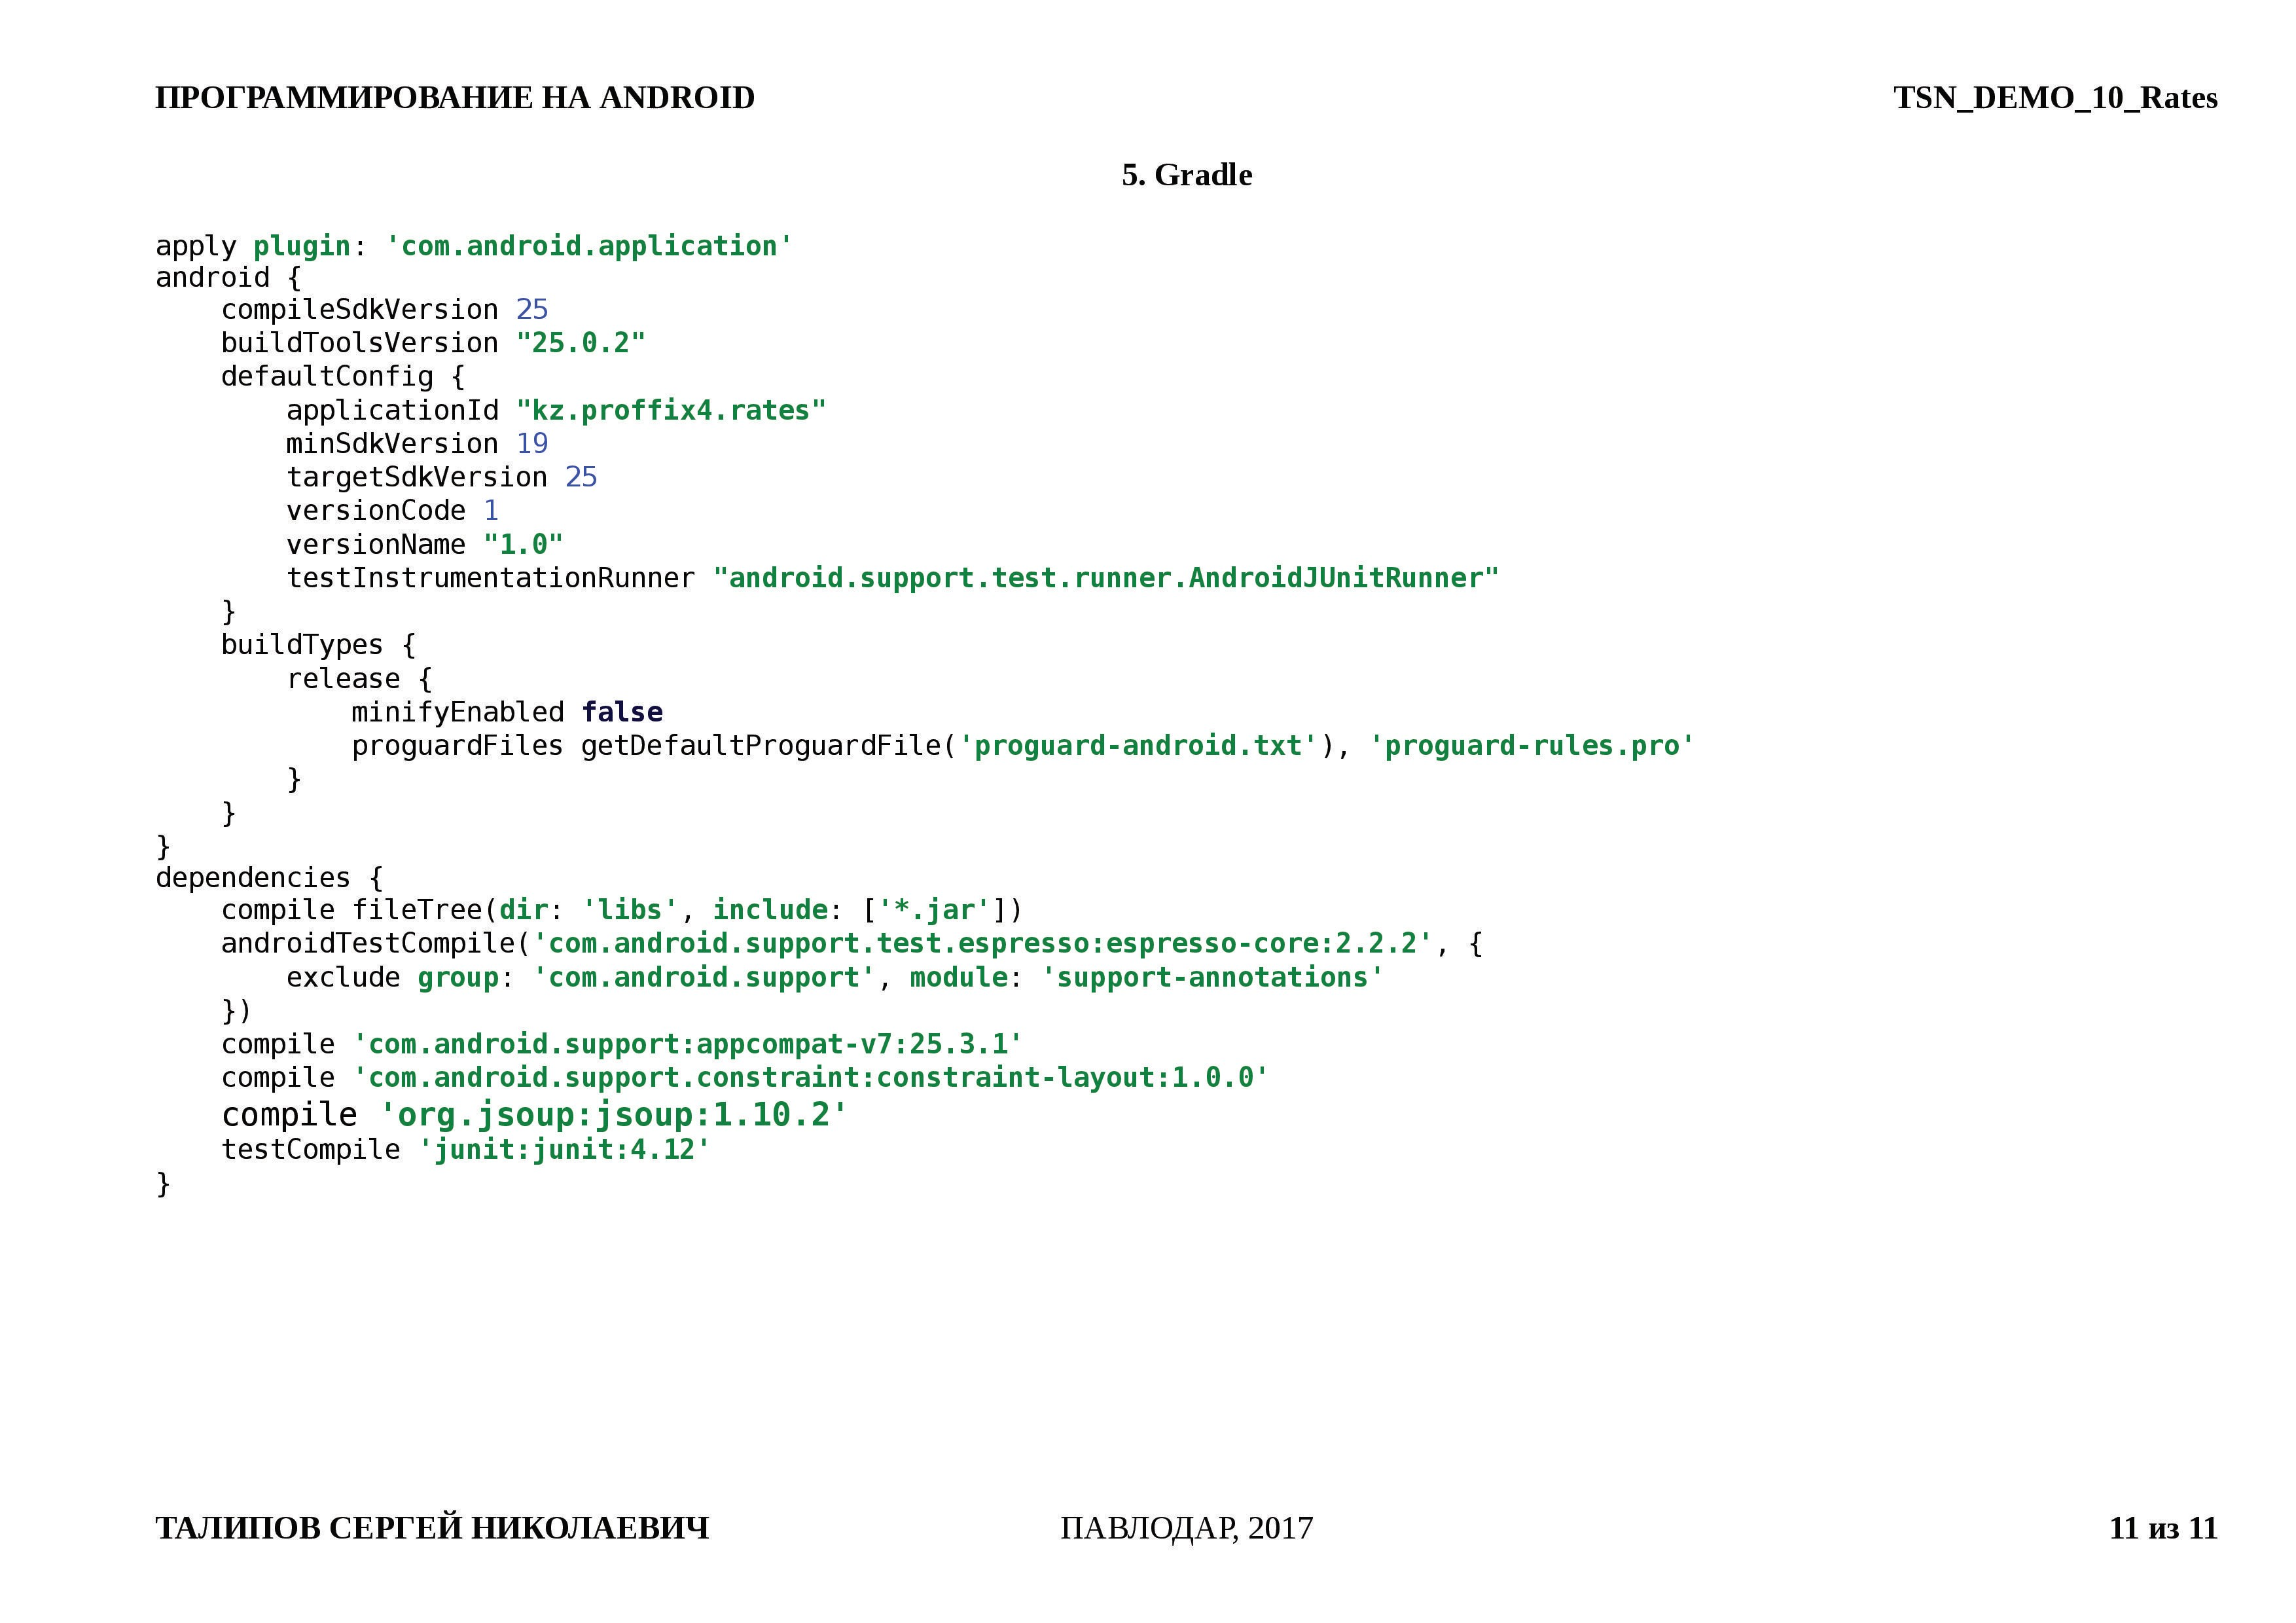 ПРОГРАММИРОВАНИЕ НА ANDROID TSN_DEMO_10_Rates
5. Gradle
apply plugin: 'com.android.application'
android {
    compileSdkVersion 25
    buildToolsVersion "25.0.2"
    defaultConfig {
        applicationId "kz.proffix4.rates"
        minSdkVersion 19
        targetSdkVersion 25
        versionCode 1
        versionName "1.0"
        testInstrumentationRunner "android.support.test.runner.AndroidJUnitRunner"
    }
    buildTypes {
        release {
            minifyEnabled false
            proguardFiles getDefaultProguardFile('proguard-android.txt'), 'proguard-rules.pro'
        }
    }
}
dependencies {
    compile fileTree(dir: 'libs', include: ['*.jar'])
    androidTestCompile('com.android.support.test.espresso:espresso-core:2.2.2', {
        exclude group: 'com.android.support', module: 'support-annotations'
    })
    compile 'com.android.support:appcompat-v7:25.3.1'
    compile 'com.android.support.constraint:constraint-layout:1.0.0'
    compile 'org.jsoup:jsoup:1.10.2'
    testCompile 'junit:junit:4.12'
}
ТАЛИПОВ СЕРГЕЙ НИКОЛАЕВИЧ ПАВЛОДАР, 2017 11 из 11